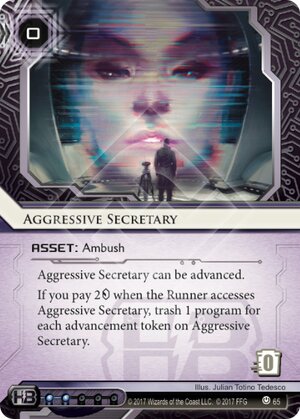 0
AGGRESSIVE SECRETARY
ASSET: Ambush
Aggressive Secretary can be advanced.
If you pay 2 when the Runner accesses
Aggressive Secretary, trash 1 program for
each advancement token on Aggressive
Secretary.
0
Illus. Julian Totino Tedesco
HB
© 2017 Wizards of the Coast LLC. © 2017 FFG
65